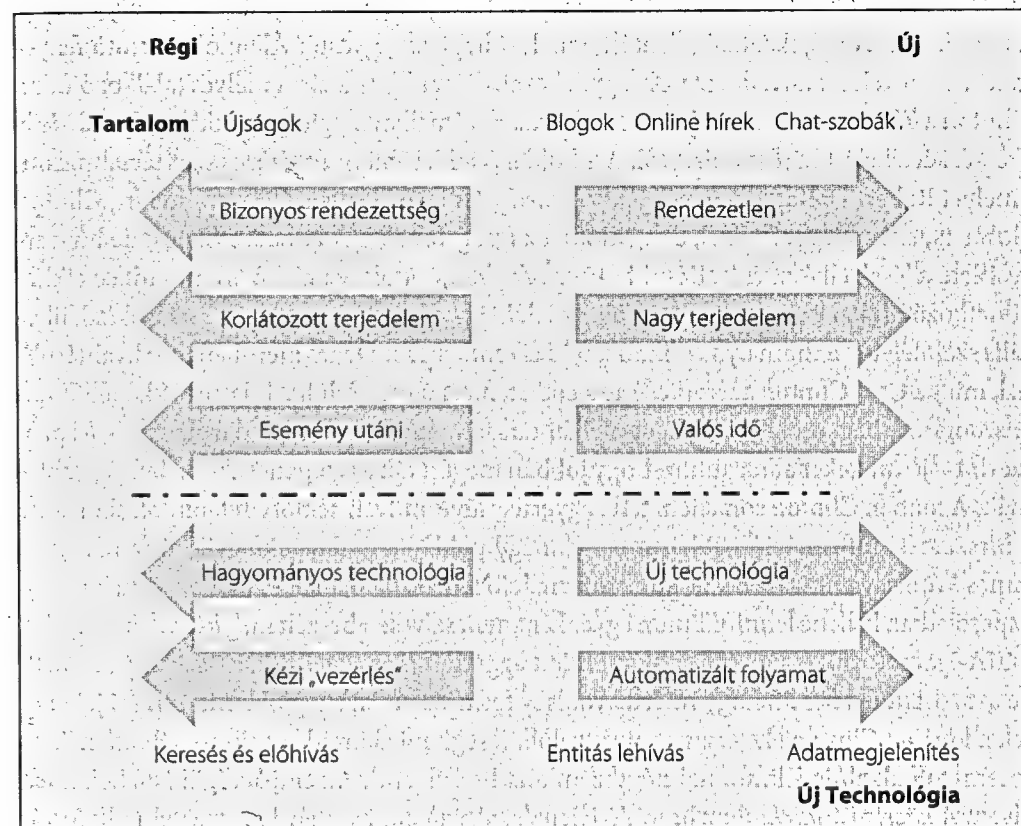 Régi Új
Tartalom Újságok Blogok Online hírek Chat-szobák
Bizonyos rendezettség Rendezetlen
Korlátozott terjedelem Nagy terjedelem
Esemény utáni Valós idő
Hagyományos technológia Új technológia
Kézi „vezérlés“ Automatizált folyamat
Keresés és előhívás Entitás lehívás Adatmegjelenítés
Új Technológia